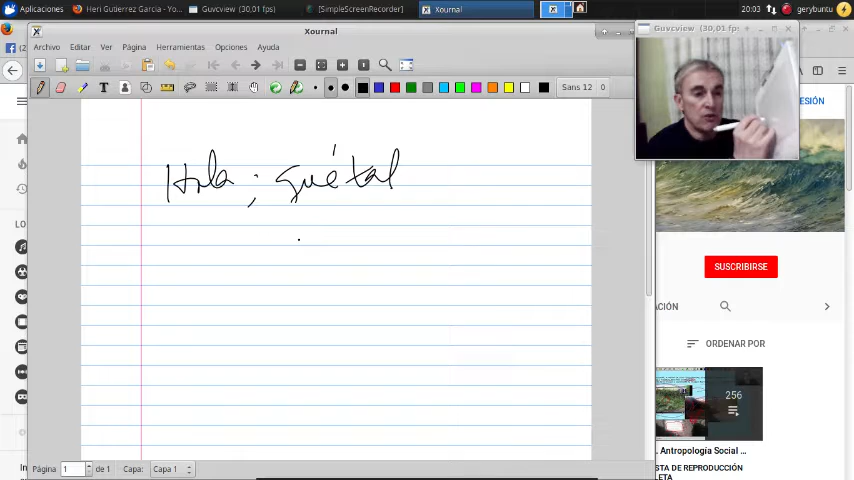 Aplicaciones Heri Gutierrez Garcia - Yo... Guvcview (30,01 fps) [SimpleScreenRecorder] Xournal 20:03 gerybuntu
Xournal
Guvcview (30,01 fps)
Archivo Editar Ver Página Herramientas Opciones Ayuda
T Sans 12 0
Hola ; qué tal
SUSCRIBIRSE
ORDENAR POR
256
. Antropología Social ...
Página 1 de 1 Capa: Capa 1